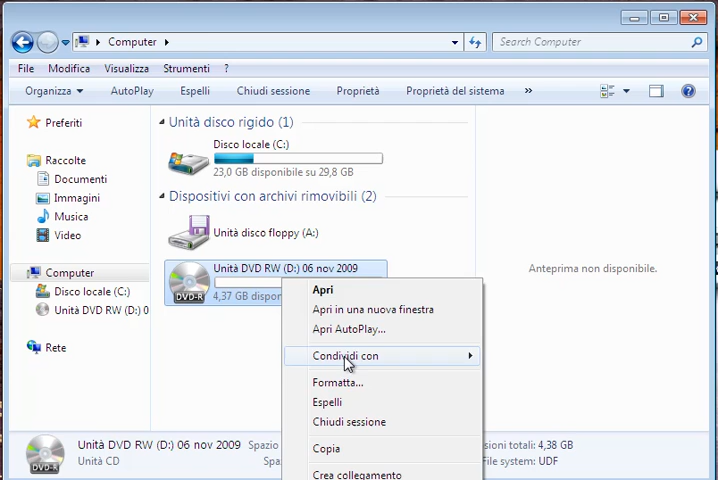 Computer
Search Computer
File Modifica Visualizza Strumenti ?
Organizza AutoPlay Espelli Chiudi sessione Proprietà Proprietà del sistema »
Preferiti
Raccolte
Documenti
Immagini
Musica
Video
Computer
Disco locale (C:)
Unità DVD RW (D:) 0
Rete
Unità disco rigido (1)
Disco locale (C:)
23,0 GB disponibile su 29,8 GB
Dispositivi con archivi rimovibili (2)
Unità disco floppy (A:)
Unità DVD RW (D:) 06 nov 2009
4,37 GB dispon
DVD-R
Anteprima non disponibile.
Apri
Apri in una nuova finestra
Apri AutoPlay...
Condividi con
Formatta...
Espelli
Chiudi sessione
Copia
Crea collegamento
DVD-R
Unità DVD RW (D:) 06 nov 2009 Spazio
Unità CD Spa
sioni totali: 4,38 GB
File system: UDF